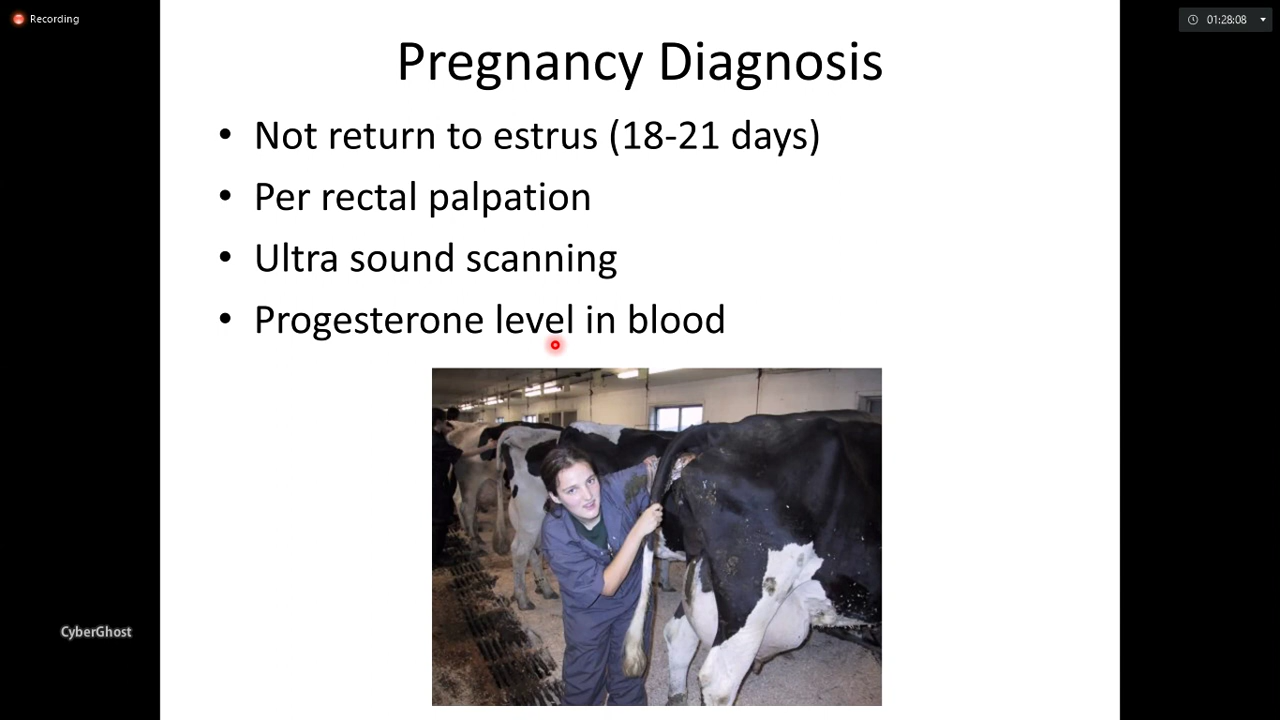 Recording
01:28:08
Pregnancy Diagnosis
• Not return to estrus (18-21 days)
• Per rectal palpation
• Ultra sound scanning
• Progesterone level in blood
CyberGhost